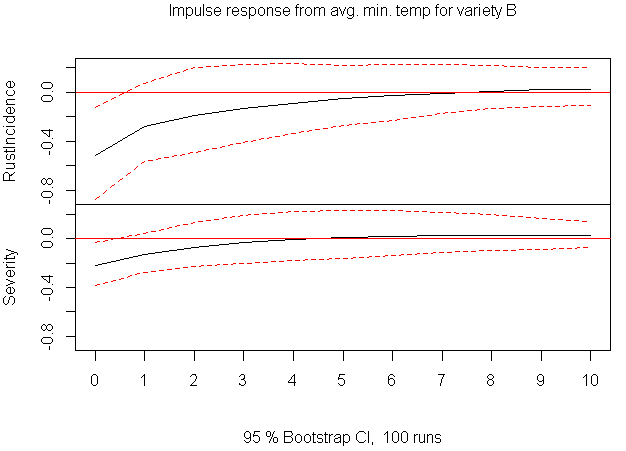 Impulse response from avg. min. temp for variety B
RustIncidence
0.0
-0.4
-0.8
Severity
0.0
-0.4
-0.8
0 1 2 3 4 5 6 7 8 9 10
95 % Bootstrap CI, 100 runs